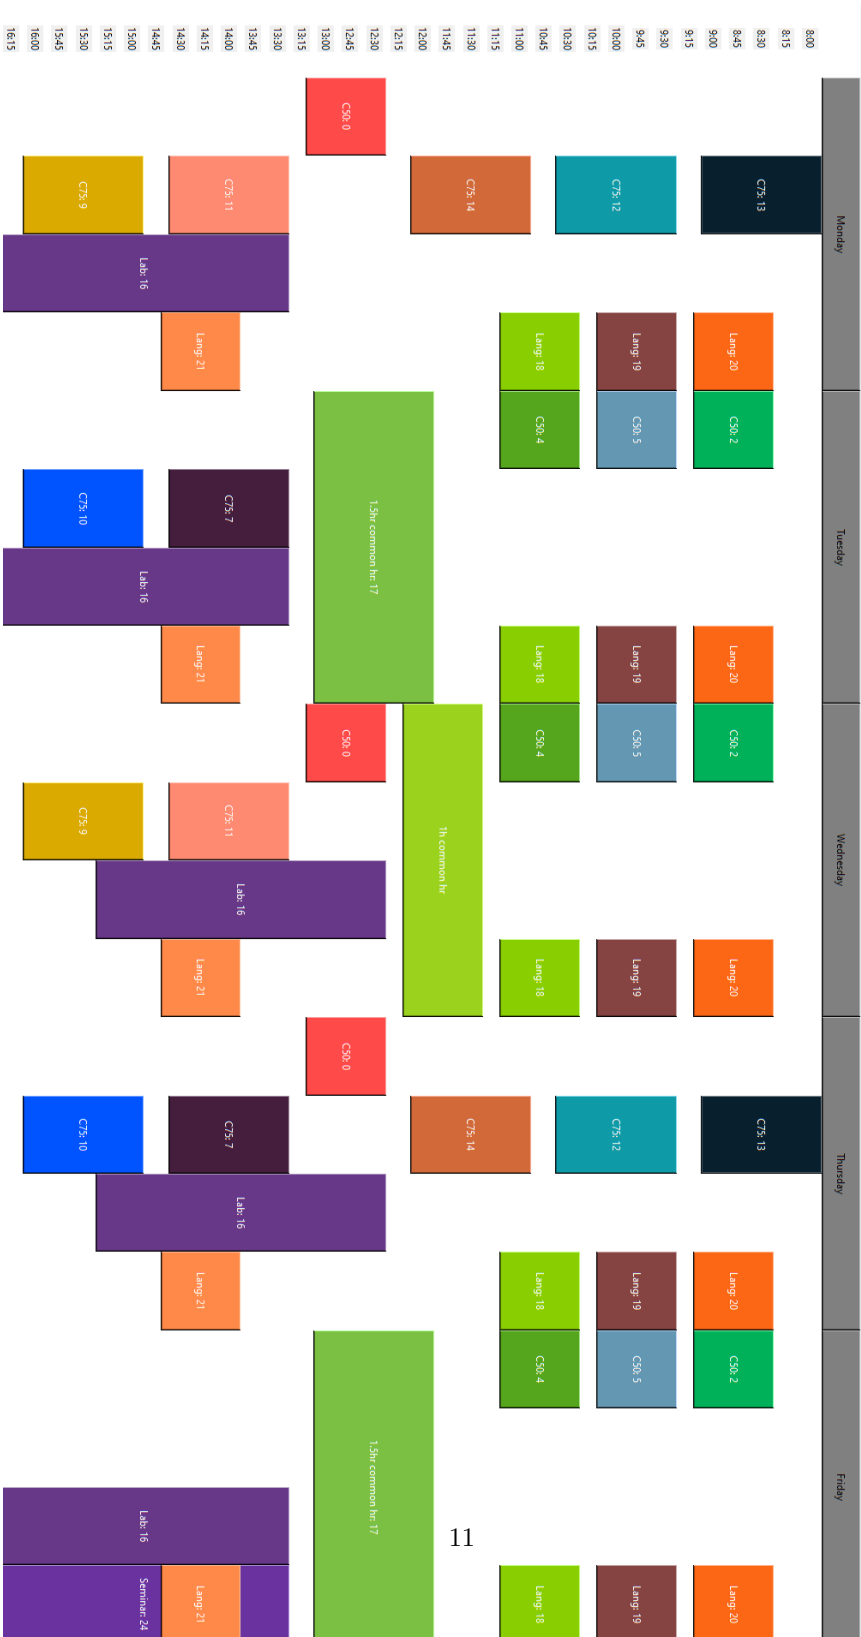 8:00
8:15
8:30
8:45
9:00
9:15
9:30
9:45
10:00
10:15
10:30
10:45
11:00
11:15
11:30
11:45
12:00
12:15
12:30
12:45
13:00
13:15
13:30
13:45
14:00
14:15
14:30
14:45
15:00
15:15
15:30
15:45
16:00
16:15
Monday
C50: 0
C75: 13
C75: 12
C75: 14
C75: 11
C75: 9
Lab: 16
Lang: 20
Lang: 19
Lang: 18
Lang: 21
Tuesday
C50: 2
C50: 5
C50: 4
1.5hr common hr: 17
C75: 7
C75: 10
Lab: 16
Lang: 20
Lang: 19
Lang: 18
Lang: 21
Wednesday
C50: 2
C50: 5
C50: 4
1h common hr
C50: 0
C75: 11
C75: 9
Lab: 16
Lang: 20
Lang: 19
Lang: 18
Lang: 21
Thursday
C50: 0
C75: 13
C75: 12
C75: 14
C75: 7
C75: 10
Lab: 16
Lang: 20
Lang: 19
Lang: 18
Lang: 21
Friday
C50: 2
C50: 5
C50: 4
1.5hr common hr: 17
Lab: 16
Lang: 20
Lang: 19
Lang: 18
Lang: 21
Seminar: 24
11